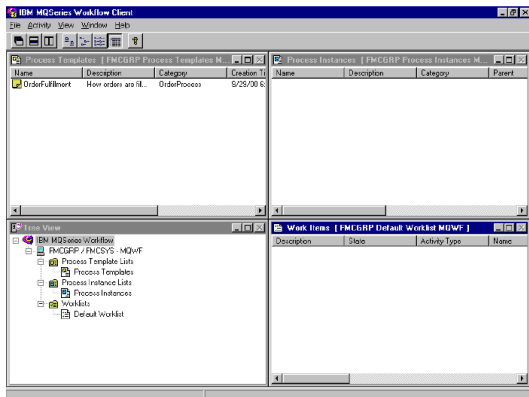 IBM MQSeries Workflow Client
File Activity View Window Help
Process Templates [ FMCGRP Process Templates M...
Name Description Category Creation Ti
OrderFulfillment How orders are fil... OrderProcess 9/29/00 6:
Process Instances [ FMCGRP Process Instances M...
Name Description Category Parent
Tree View
IBM MQSeries Workflow
FMCGRP / FMCSYS - MQWF
Process Template Lists
Process Templates
Process Instance Lists
Process Instances
Worklists
Default Worklist
Work Items [ FMCGRP Default Worklist MQWF ]
Description State Activity Type Name